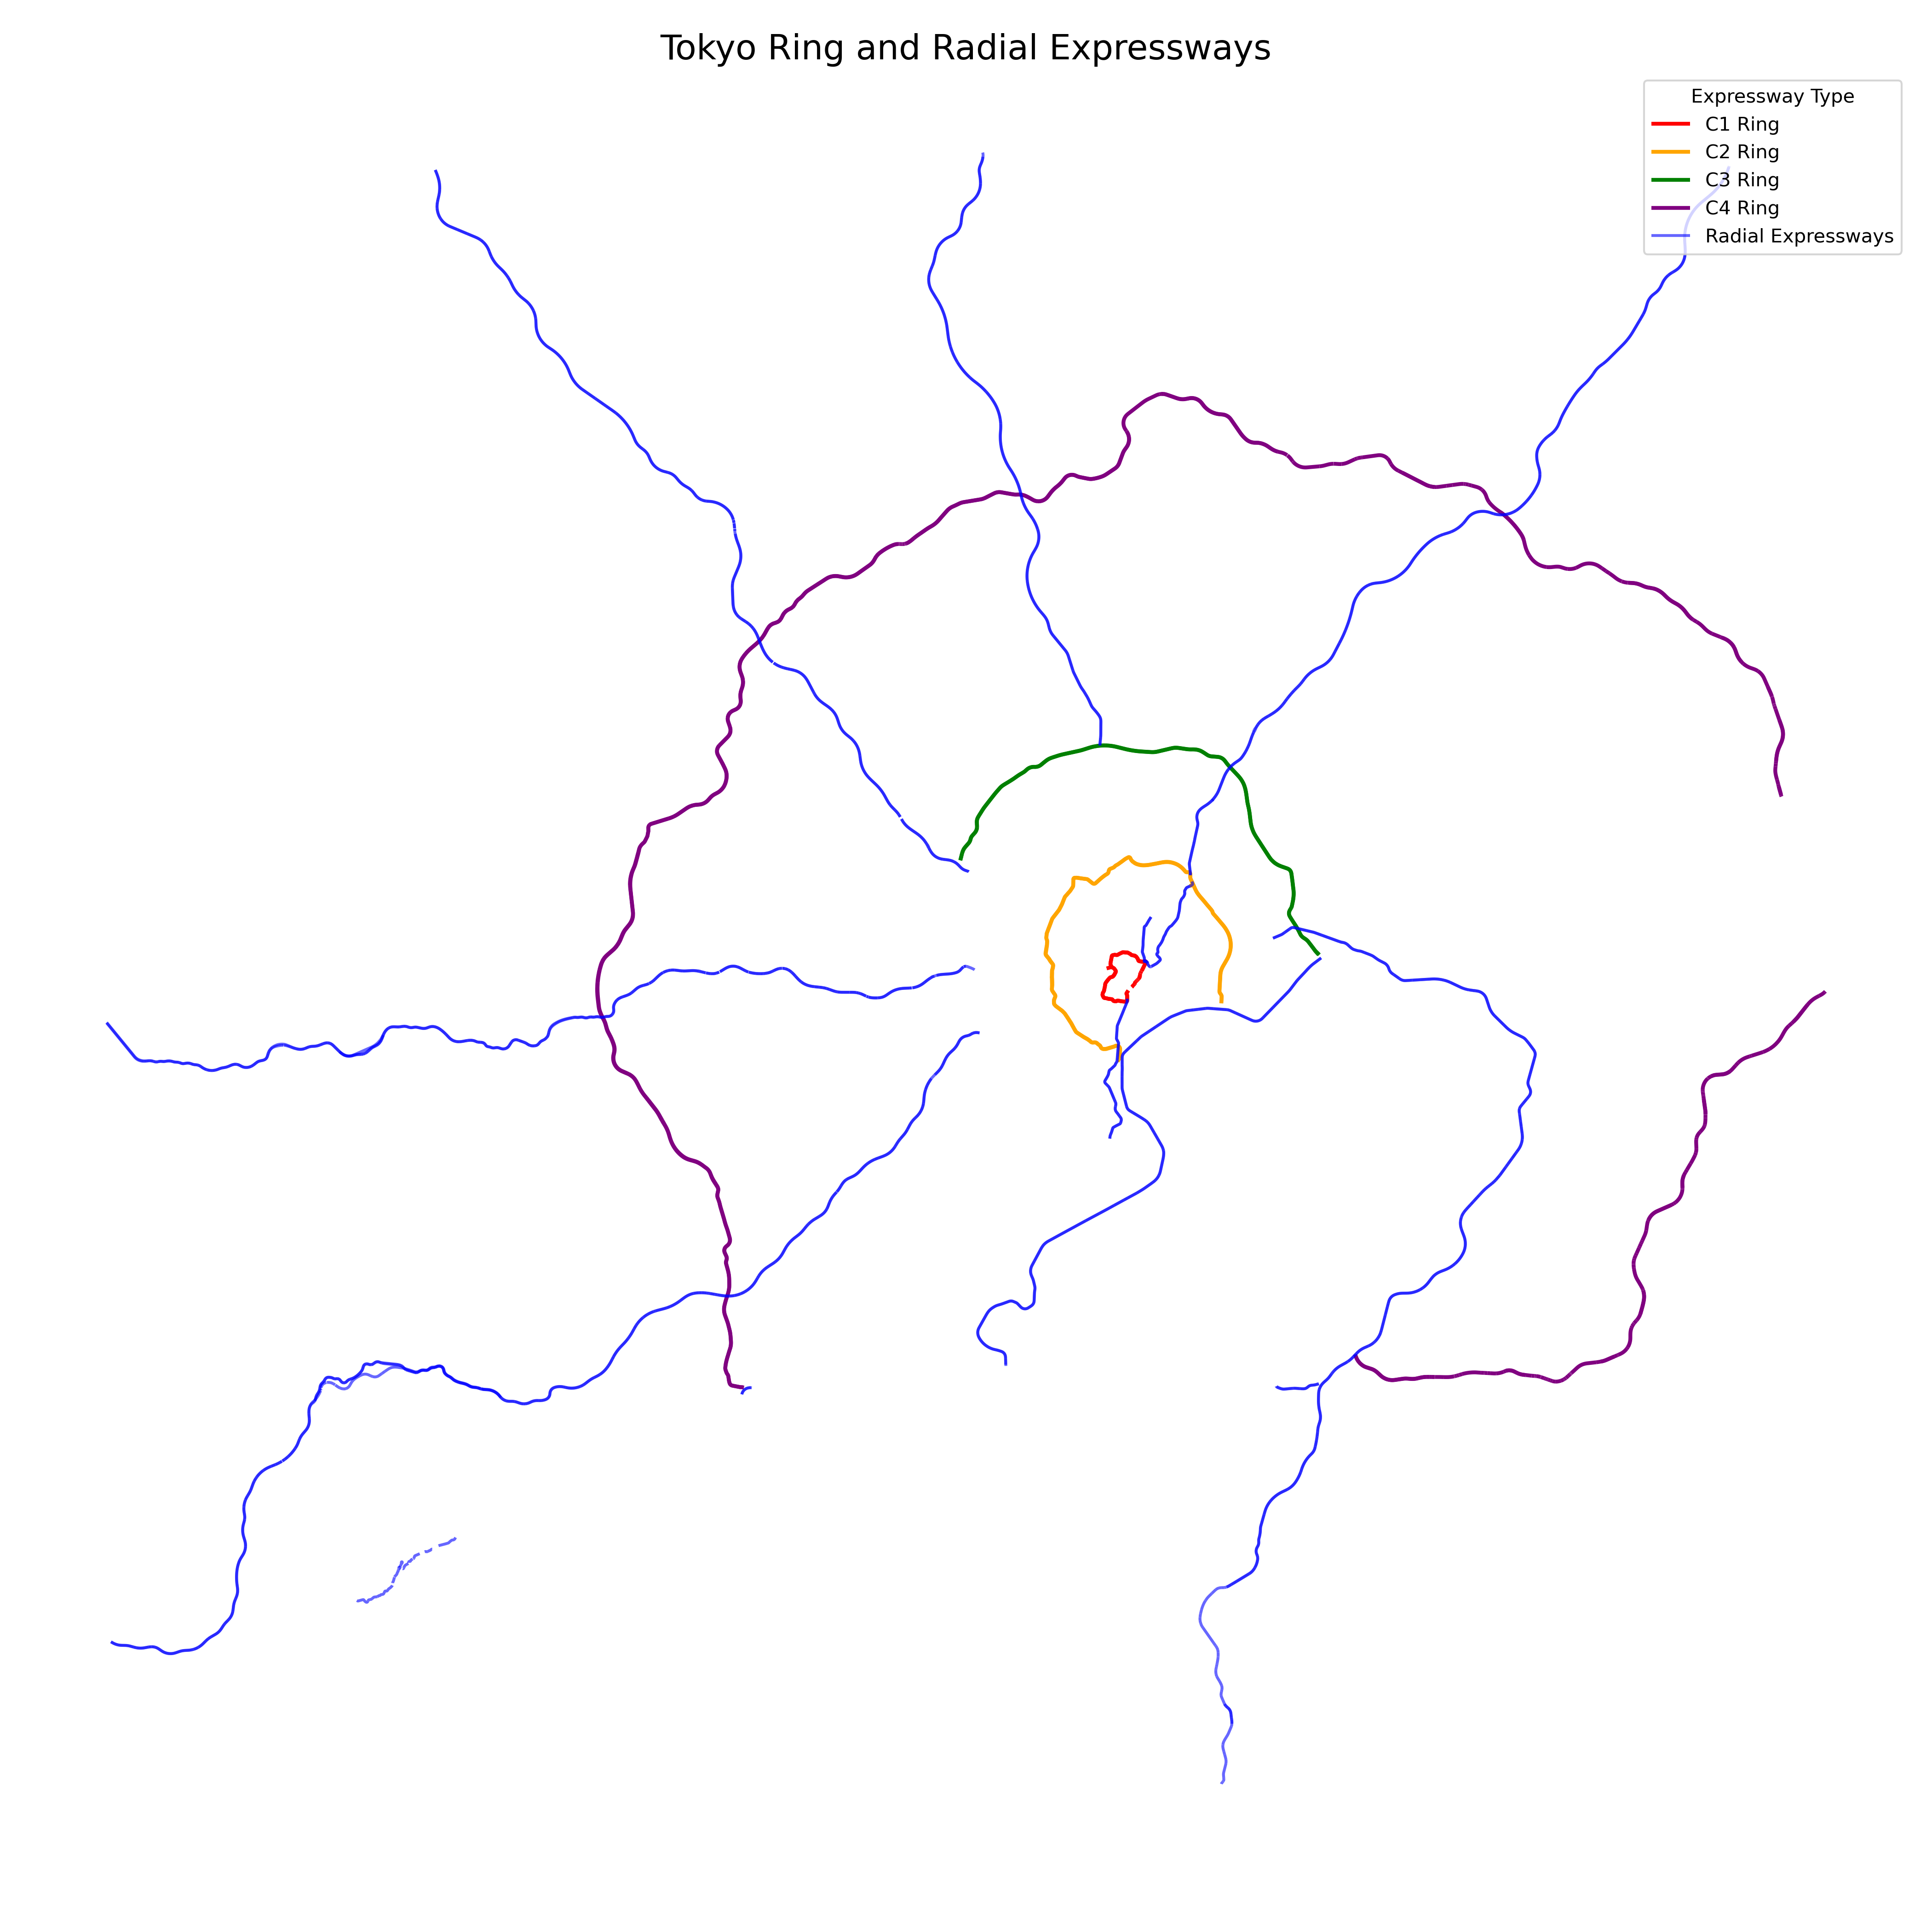 Tokyo Ring and Radial Expressways
Expressway Type
C1 Ring
C2 Ring
C3 Ring
C4 Ring
Radial Expressways